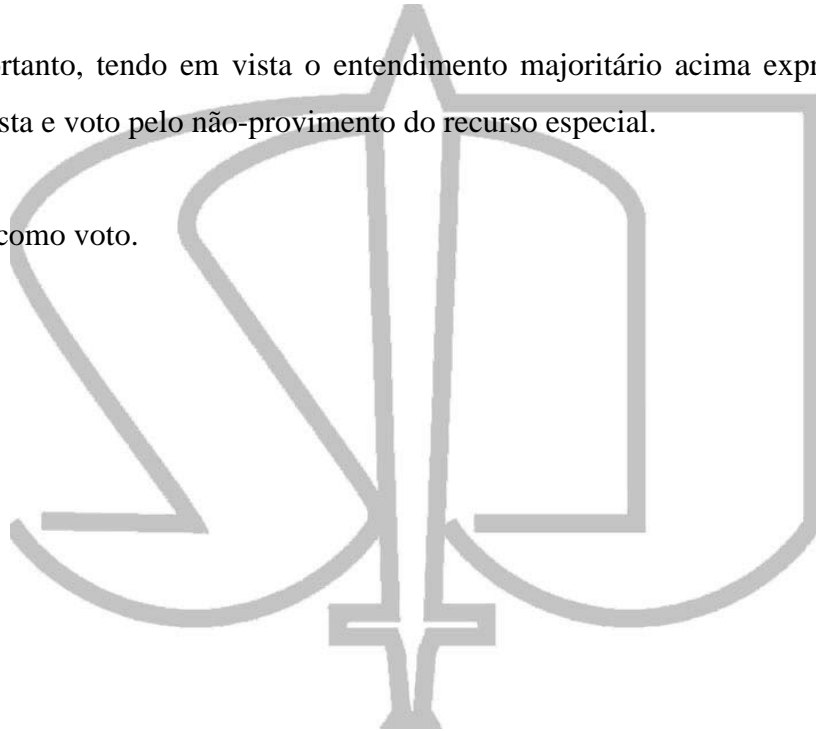 rtanto, tendo em vista o entendimento majoritário acima expr
sta e voto pelo não-provimento do recurso especial.
como voto.